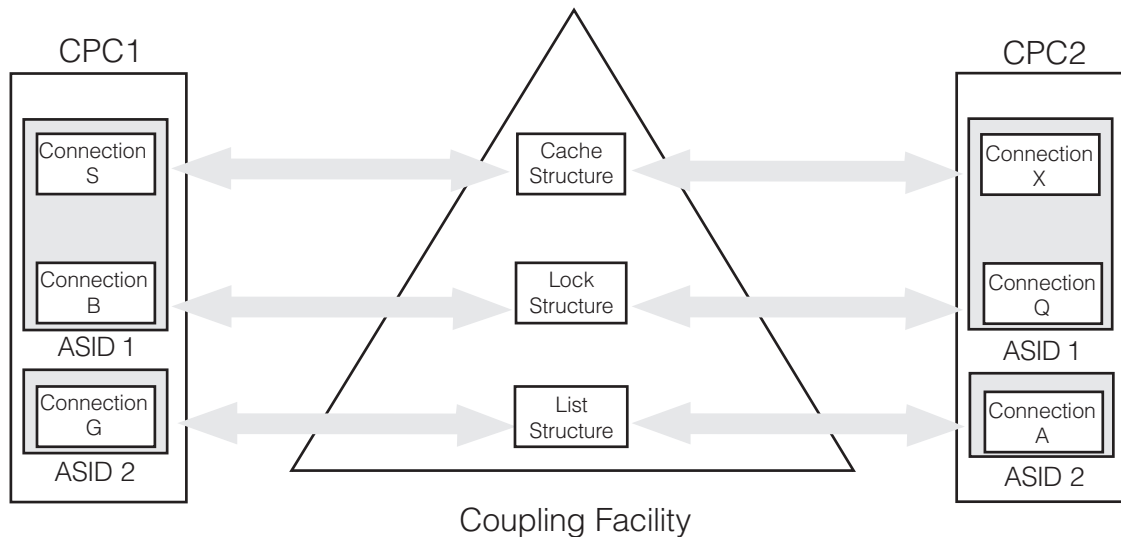 CPC1
Connection
S
Connection
B
ASID 1
Connection
G
ASID 2
Cache
Structure
Lock
Structure
List
Structure
Coupling Facility
CPC2
Connection
X
Connection
Q
ASID 1
Connection
A
ASID 2